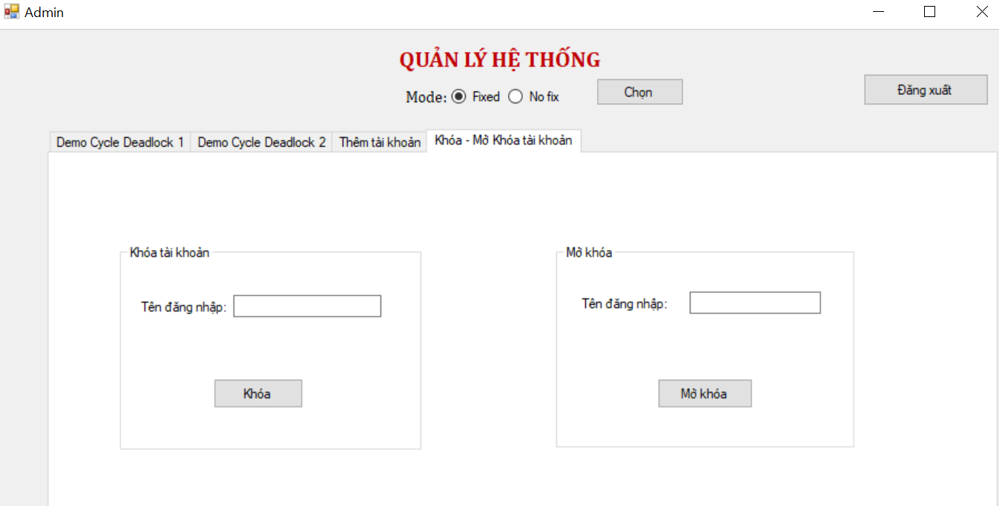 Admin
QUẢN LÝ HỆ THỐNG
Mode: Fixed No fix Chọn
Đăng xuất
Demo Cycle Deadlock 1 Demo Cycle Deadlock 2 Thêm tài khoản Khóa - Mở Khóa tài khoản
Khóa tài khoản
Tên đăng nhập:
Khóa
Mở khóa
Tên đăng nhập:
Mở khóa